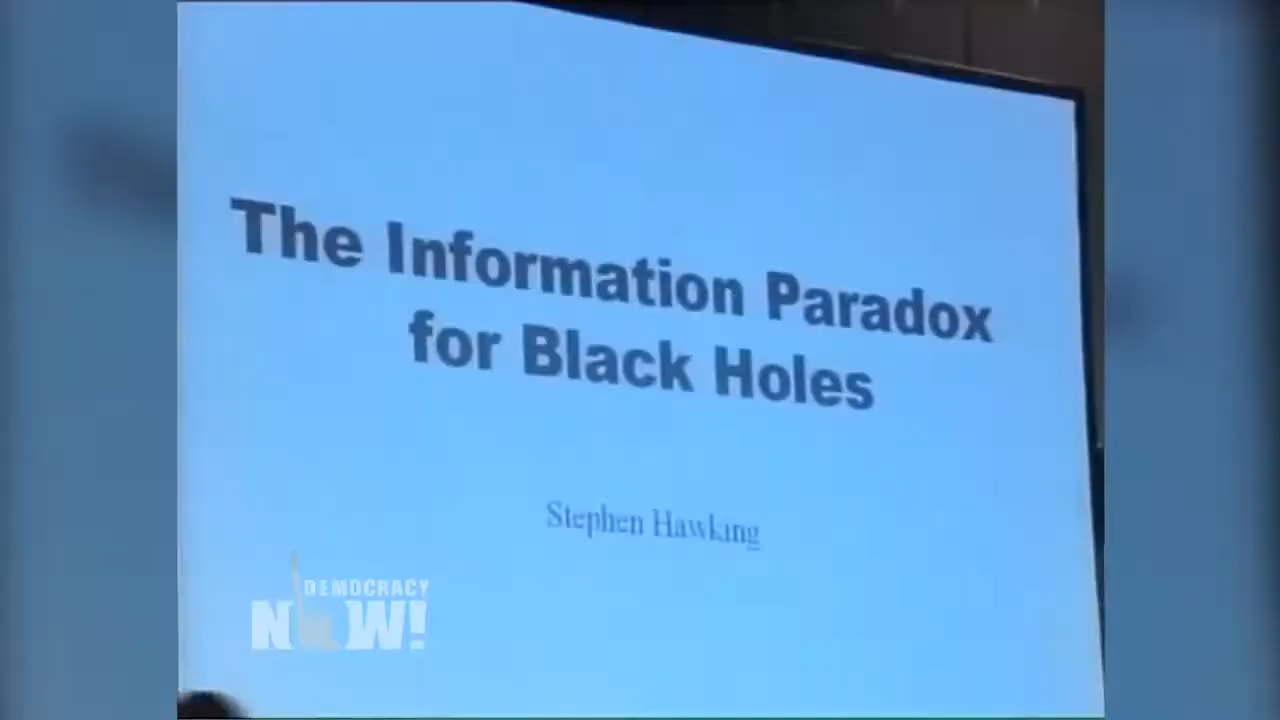 The Information Paradox
for Black Holes
Stephen Hawking
DEMOCRACY
NOW!